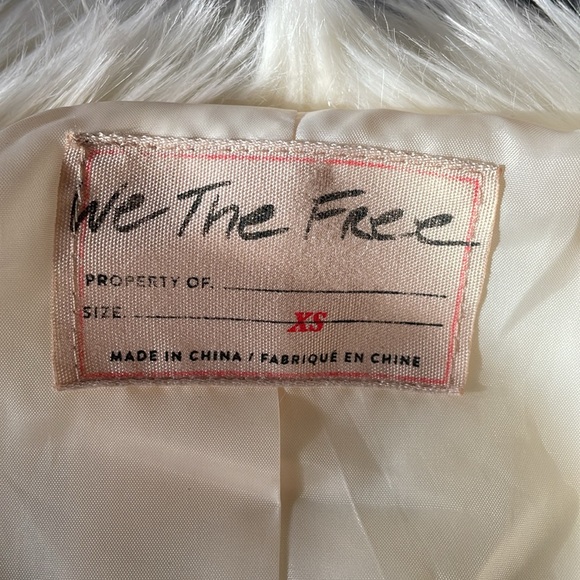 We The Free
PROPERTY OF.
SIZE. XS
MADE IN CHINA / FABRIQUÉ EN CHINE